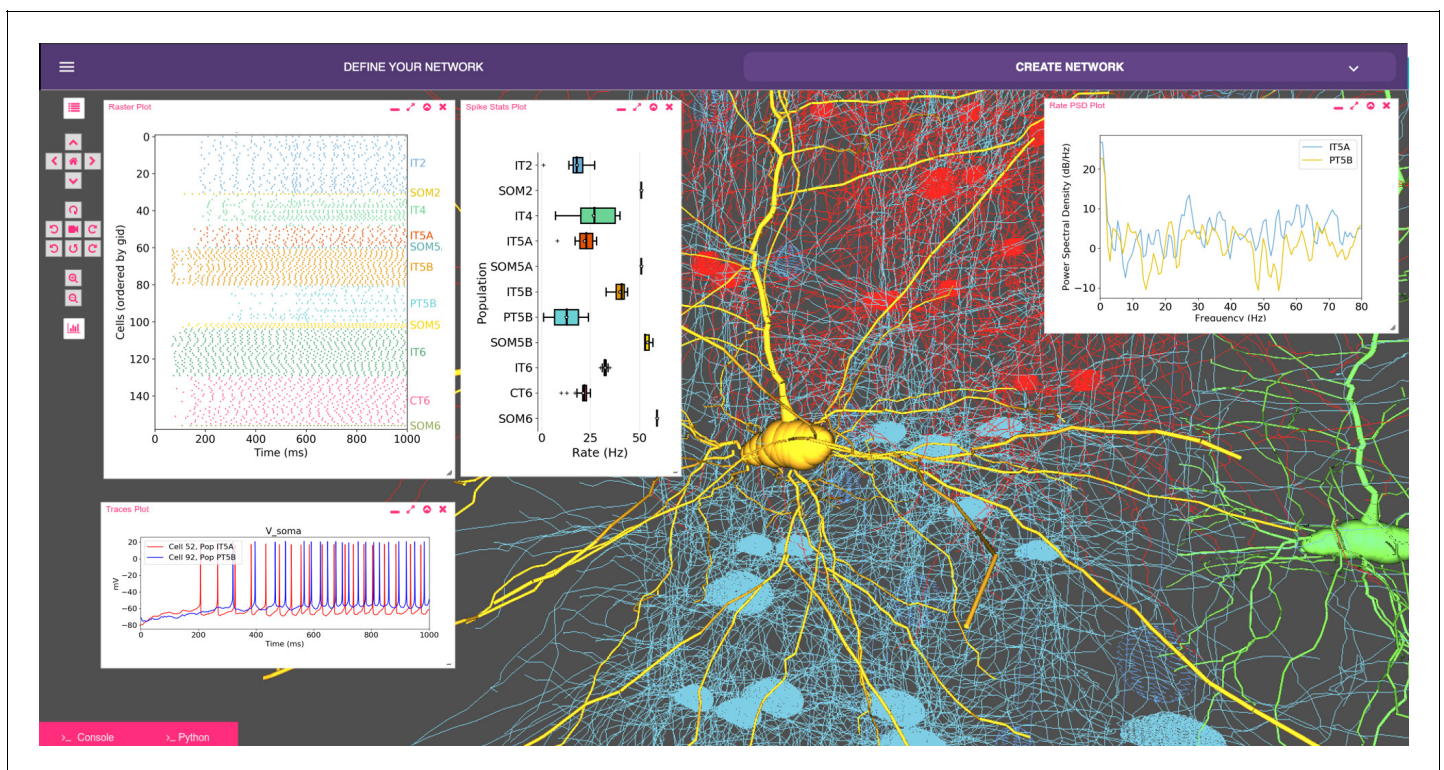 DEFINE YOUR NETWORK
CREATE NETWORK
Raster Plot
0
20
40
60
80
100
120
140
Cells (ordered by gid)
IT2
SOM2
IT4
IT5A
SOM5.
IT5B
PT5B
SOM5
IT6
CT6
SOM6
0 200 400 600 800 1000
Time (ms)
Spike Stats Plot
Population
IT2
SOM2
IT4
IT5A
SOM5A
IT5B
PT5B
SOM5B
IT6
CT6
SOM6
0 25 50
Rate (Hz)
Rate PSD Plot
Power Spectral Density (dB/Hz)
20
10
0
−10
IT5A
PT5B
0 10 20 30 40 50 60 70 80
Frequency (Hz)
Traces Plot
V_soma
20
0
−20
−40
−60
−80
mV
Cell 52, Pop IT5A
Cell 92, Pop PT5B
0 200 400 600 800 1000
Time (ms)
>_ Console
>_ Python